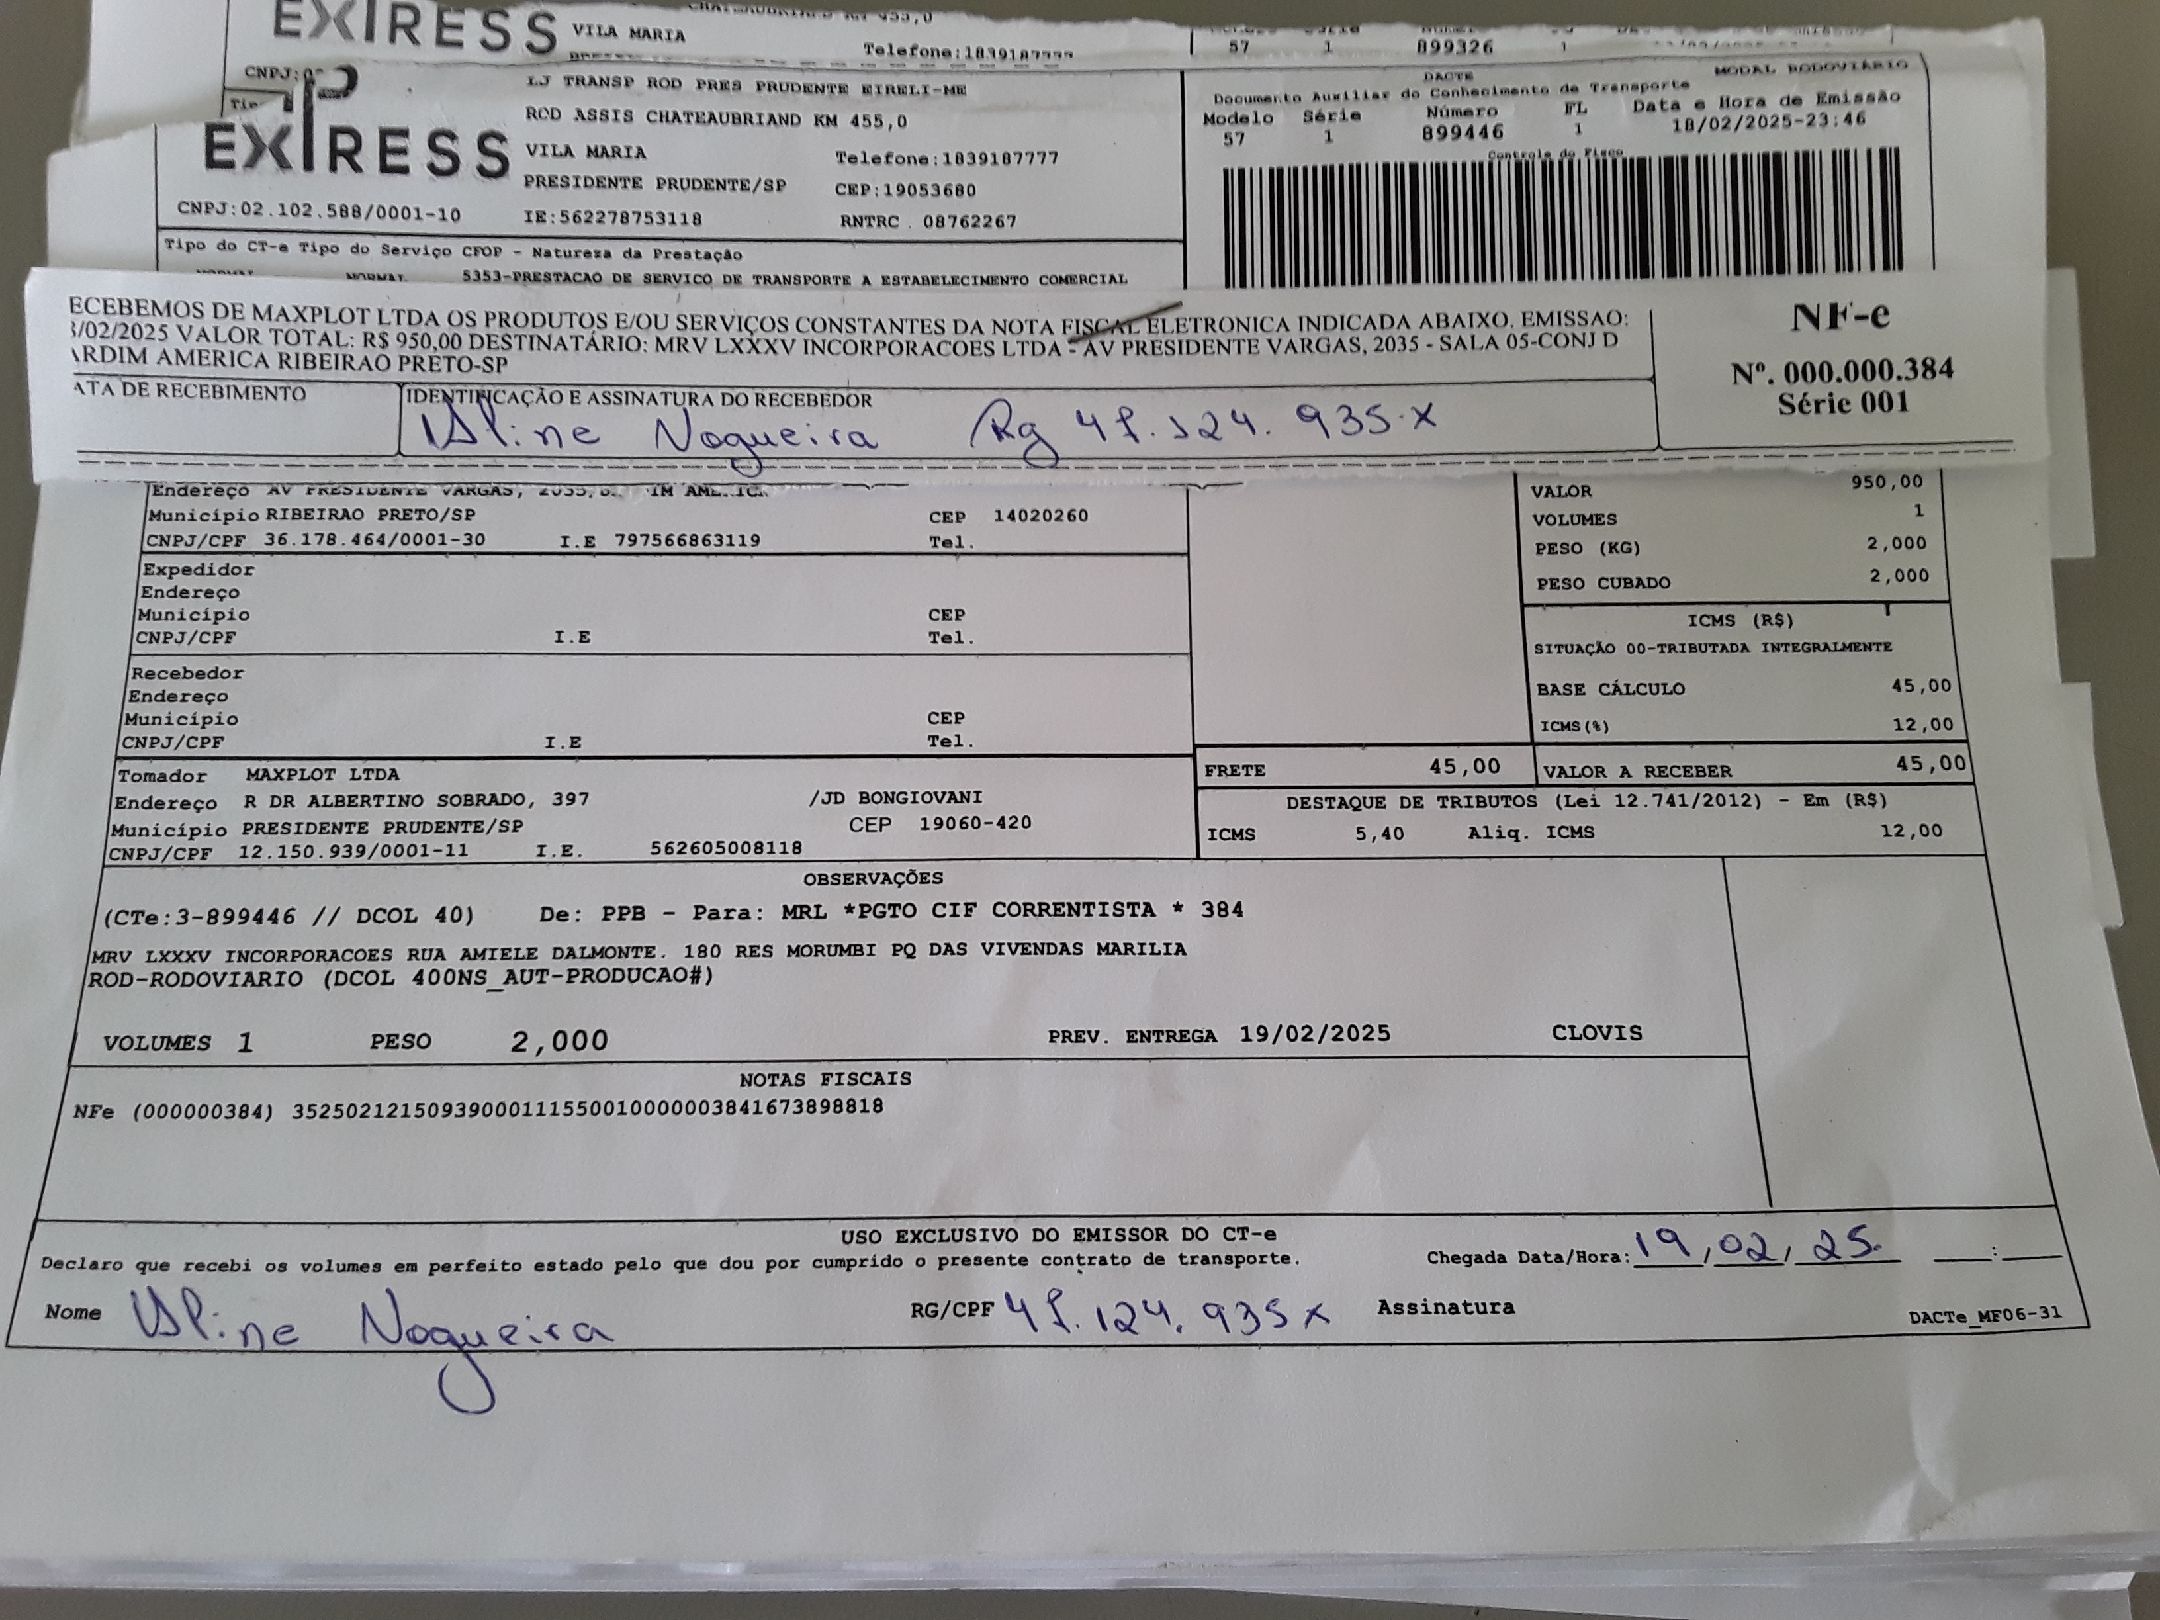 EXPRESS
VILA MARIA
Telefone:1839187777
57 1 899326 1
CNPJ:0
EXPRESS
LJ TRANSP ROD PRES PRUDENTE EIRELI-ME
ROD ASSIS CHATEAUBRIAND KM 455,0
VILA MARIA Telefone:1839187777
PRESIDENTE PRUDENTE/SP CEP:19053680
CNPJ:02.102.588/0001-10 IE:562278753118 RNTRC . 08762267
DACTE MODAL RODOVIÁRIO
Documento Auxiliar do Conhecimento de Transporte
Modelo Série Número FL Data e Hora de Emissão
57 1 899446 1 18/02/2025-23:46
Controle do Fisco
Tipo do CT-e Tipo do Serviço CFOP - Natureza da Prestação
NORMAL NORMAL 5353-PRESTACAO DE SERVICO DE TRANSPORTE A ESTABELECIMENTO COMERCIAL
ECEBEMOS DE MAXPLOT LTDA OS PRODUTOS E/OU SERVIÇOS CONSTANTES DA NOTA FISCAL ELETRONICA INDICADA ABAIXO. EMISSAO:
/02/2025 VALOR TOTAL: R$ 950,00 DESTINATÁRIO: MRV LXXXV INCORPORACOES LTDA - AV PRESIDENTE VARGAS, 2035 - SALA 05-CONJ D
ARDIM AMERICA RIBEIRAO PRETO-SP
ATA DE RECEBIMENTO IDENTIFICAÇÃO E ASSINATURA DO RECEBEDOR
Nogueira Rg
NF-e
Nº. 000.000.384
Série 001
Endereço AV PRESIDENTE VARGAS, 2035
Município RIBEIRAO PRETO/SP CEP 14020260
CNPJ/CPF 36.178.464/0001-30 I.E 797566863119 Tel.
Expedidor
Endereço
Município CEP
CNPJ/CPF I.E Tel.
Recebedor
Endereço
Município CEP
CNPJ/CPF I.E Tel.
VALOR 950,00
VOLUMES 1
PESO (KG) 2,000
PESO CUBADO 2,000
ICMS (R$)
SITUAÇÃO 00-TRIBUTADA INTEGRALMENTE
BASE CÁLCULO 45,00
ICMS(%) 12,00
FRETE 45,00 VALOR A RECEBER 45,00
Tomador MAXPLOT LTDA
Endereço R DR ALBERTINO SOBRADO, 397 /JD BONGIOVANI
Município PRESIDENTE PRUDENTE/SP CEP 19060-420
CNPJ/CPF 12.150.939/0001-11 I.E. 562605008118
DESTAQUE DE TRIBUTOS (Lei 12.741/2012) - Em (R$)
ICMS 5,40 Aliq. ICMS 12,00
OBSERVAÇÕES
(CTe:3-899446 // DCOL 40) De: PPB - Para: MRL *PGTO CIF CORRENTISTA * 384
MRV LXXXV INCORPORACOES RUA AMIELE DALMONTE. 180 RES MORUMBI PQ DAS VIVENDAS MARILIA
ROD-RODOVIARIO (DCOL 400NS_AUT-PRODUCAO#)
VOLUMES 1 PESO 2,000 PREV. ENTREGA 19/02/2025 CLOVIS
NOTAS FISCAIS
NFe (000000384) 35250212150939000111550010000003841673898818
USO EXCLUSIVO DO EMISSOR DO CT-e
Declaro que recebi os volumes em perfeito estado pelo que dou por cumprido o presente contrato de transporte. Chegada Data/Hora: 19/02/25 :
Nome Nogueira RG/CPF Assinatura DACTe_MF06-31